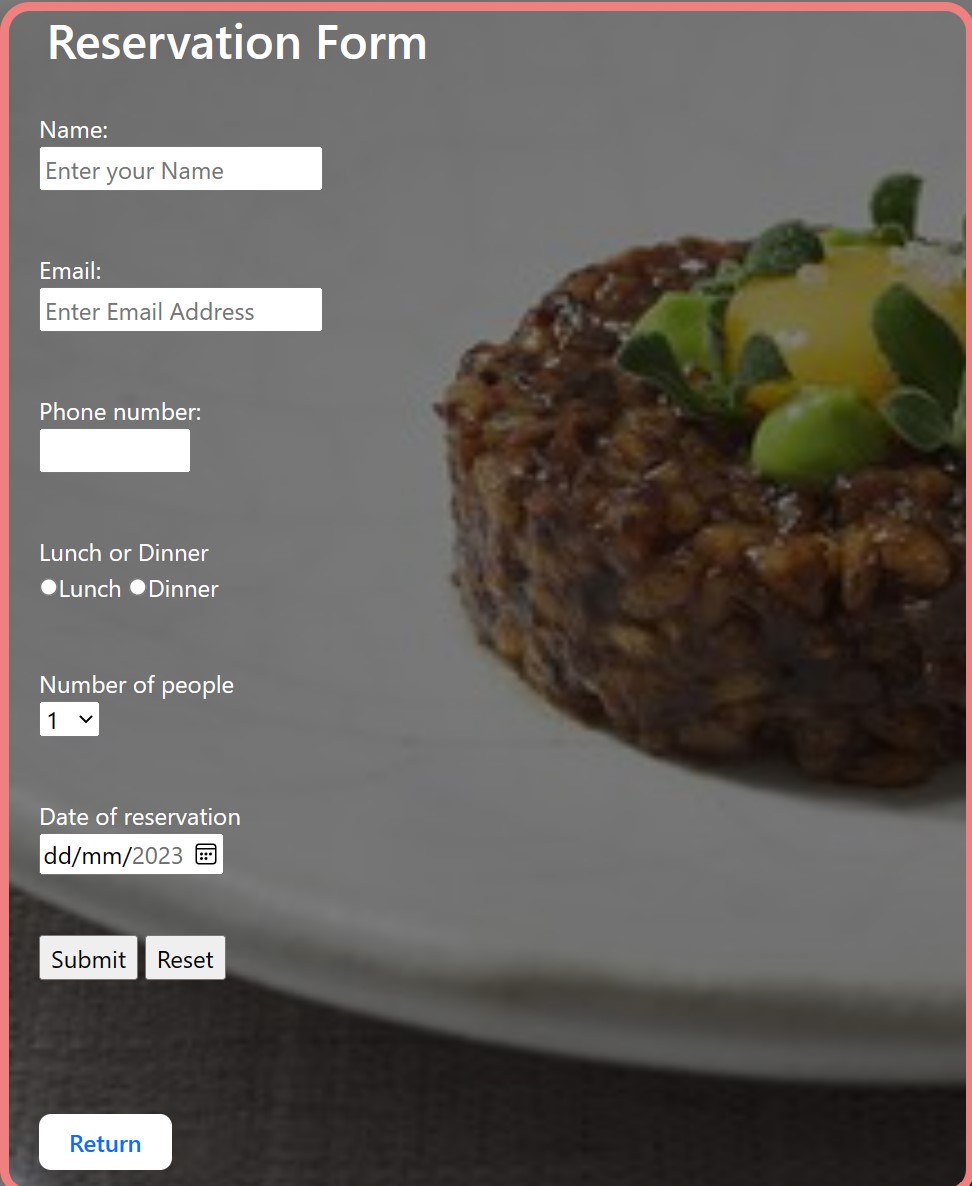 Reservation Form
Name:
Enter your Name
Email:
Enter Email Address
Phone number:
Lunch or Dinner
Lunch Dinner
Number of people
1
Date of reservation
dd/mm/2023
Submit Reset
Return